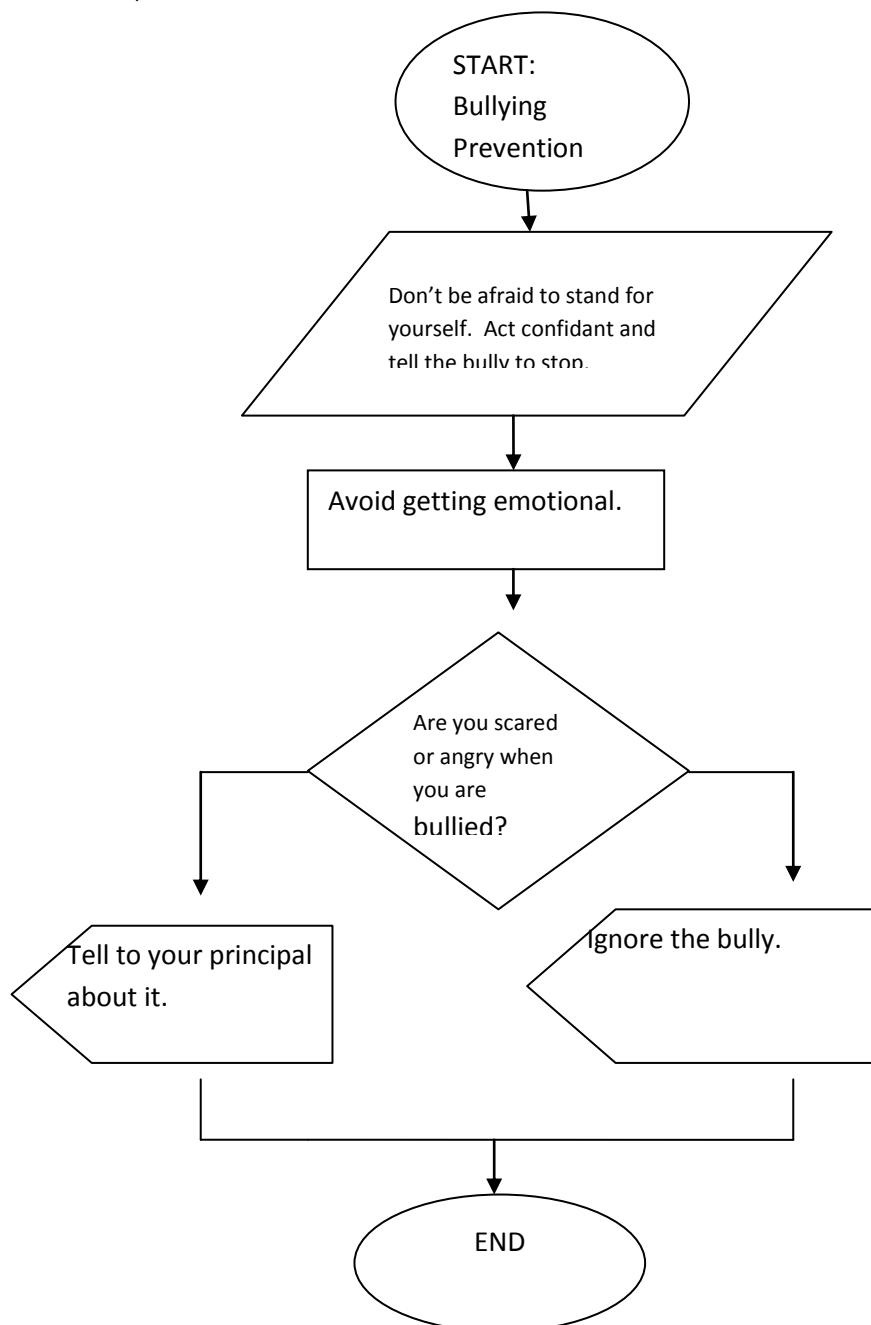 START:
Bullying
Prevention
Don’t be afraid to stand for
yourself.  Act confidant and
tell the bully to stop.
Avoid getting emotional.
Are you scared
or angry when
you are
bullied?
Tell to your principal
about it.
Ignore the bully.
END